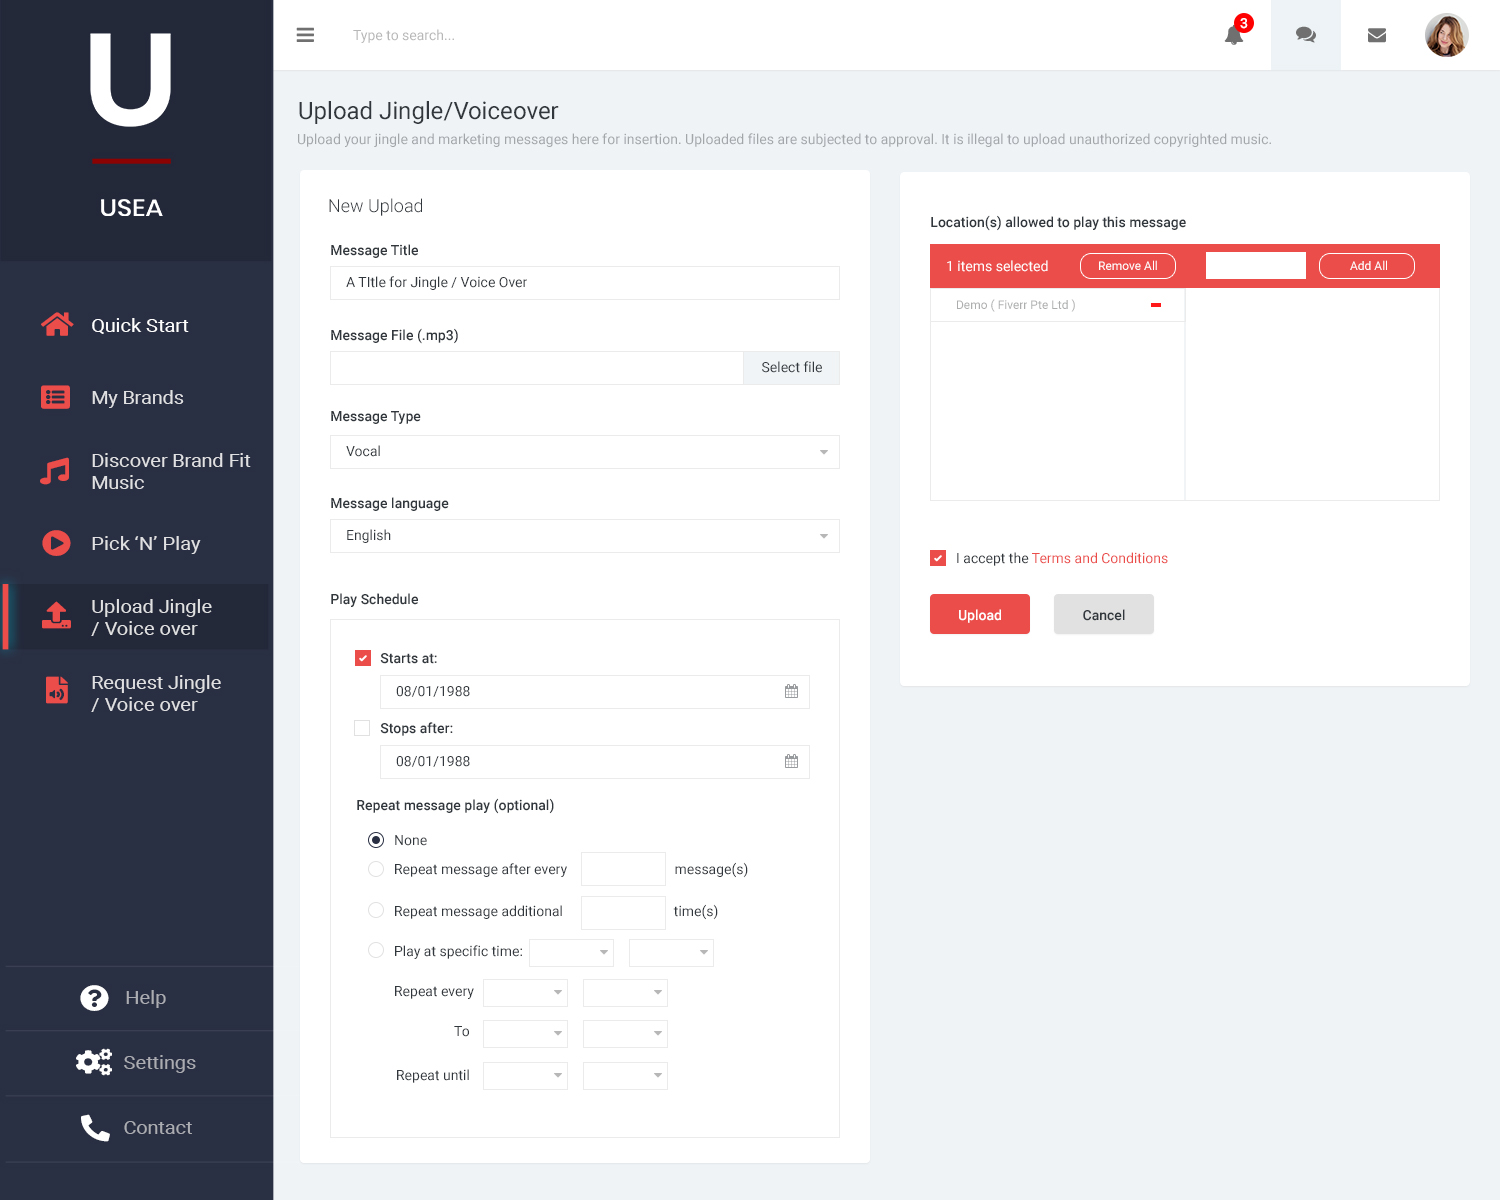 U
USEA
Quick Start
My Brands
Discover Brand Fit
Music
Pick ‘N’ Play
Upload Jingle
/ Voice over
Request Jingle
/ Voice over
Help
Settings
Contact
Type to search...
3
Upload Jingle/Voiceover
Upload your jingle and marketing messages here for insertion. Uploaded files are subjected to approval. It is illegal to upload unauthorized copyrighted music.
New Upload
Message Title
A TItle for Jingle / Voice Over
Message File (.mp3)
Select file
Message Type
Vocal
Message language
English
Play Schedule
Starts at:
08/01/1988
Stops after:
08/01/1988
Repeat message play (optional)
None
Repeat message after every message(s)
Repeat message additional time(s)
Play at specific time:
Repeat every
To
Repeat until
Location(s) allowed to play this message
1 items selected Remove All Add All
Demo ( Fiverr Pte Ltd )
I accept the Terms and Conditions
Upload Cancel